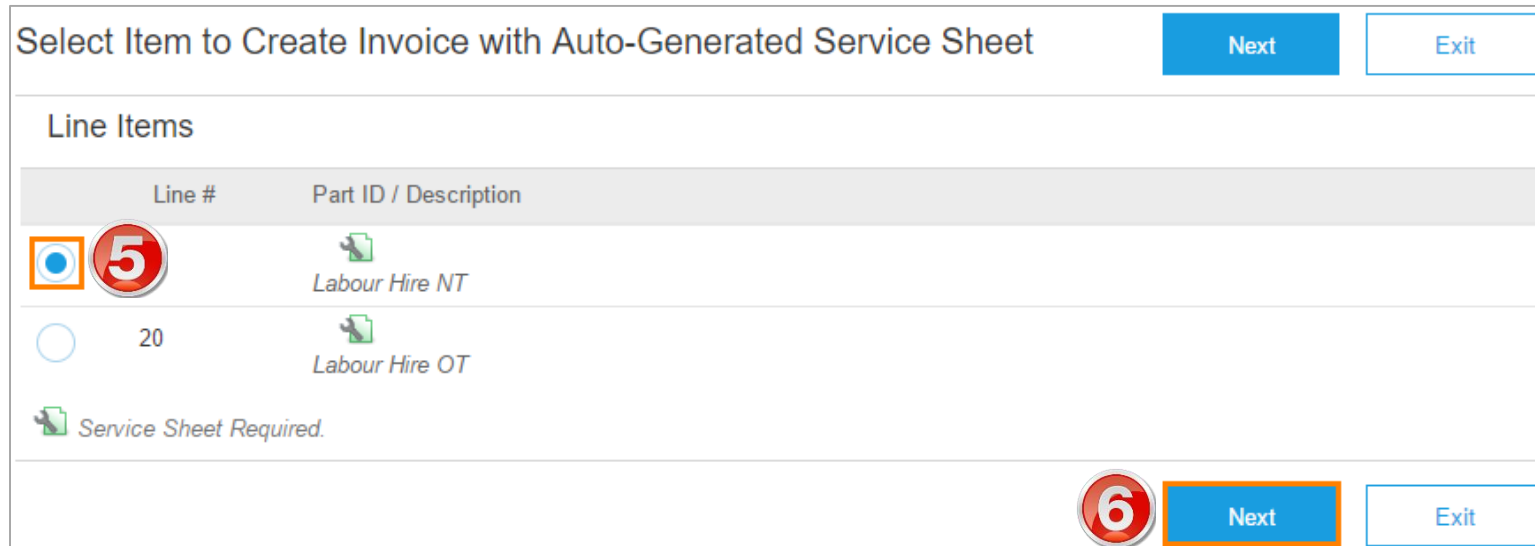 Select Item to Create Invoice with Auto-Generated Service Sheet Next Exit
Line Items
Line # Part ID / Description
5
Labour Hire NT
20
Labour Hire OT
Service Sheet Required.
6 Next Exit